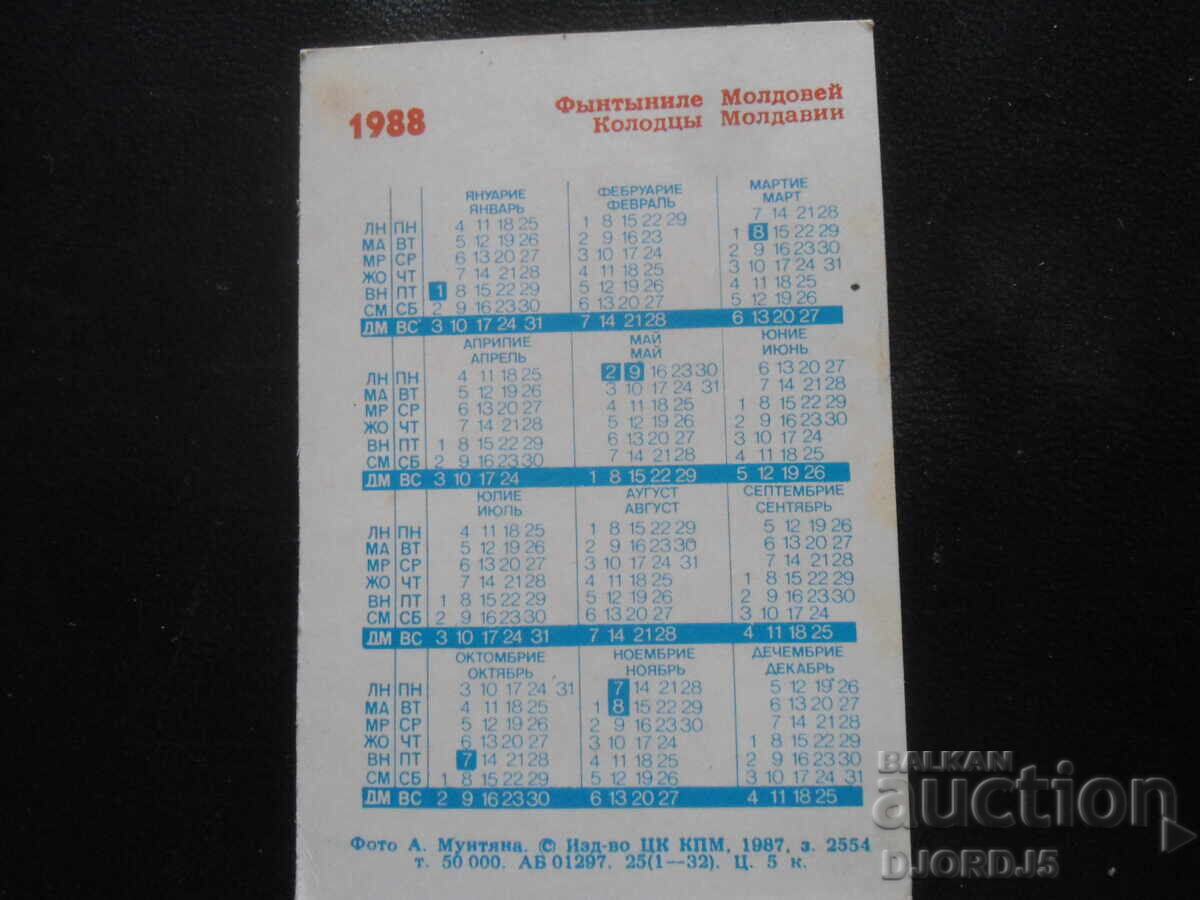 1988
Фынтыниле Молдовей
Колодцы Молдавии
ЯНУАРИЕ ФЕБРУАРИЕ МАРТИЕ
ЯНВАРЬ ФЕВРАЛЬ МАРТ
ЛН ПН 4 11 18 25 1 8 15 22 29 7 14 21 28
МА ВТ 5 12 19 26 2 9 16 23 1 8 15 22 29
МР СР 6 13 20 27 3 10 17 24 2 9 16 23 30
ЖО ЧТ 7 14 21 28 4 11 18 25 3 10 17 24 31
ВН ПТ 1 8 15 22 29 5 12 19 26 4 11 18 25
СМ СБ 2 9 16 23 30 6 13 20 27 5 12 19 26
ДМ ВС 3 10 17 24 31 7 14 21 28 6 13 20 27
АПРИЛИЕ МАЙ ЮНИЕ
АПРЕЛЬ МАЙ ИЮНЬ
ЛН ПН 4 11 18 25 2 9 16 23 30 6 13 20 27
МА ВТ 5 12 19 26 3 10 17 24 31 7 14 21 28
МР СР 6 13 20 27 4 11 18 25 1 8 15 22 29
ЖО ЧТ 7 14 21 28 5 12 19 26 2 9 16 23 30
ВН ПТ 1 8 15 22 29 6 13 20 27 3 10 17 24
СМ СБ 2 9 16 23 30 7 14 21 28 4 11 18 25
ДМ ВС 3 10 17 24 1 8 15 22 29 5 12 19 26
ЮЛИЕ АУГУСТ СЕПТЕМБРИЕ
ИЮЛЬ АВГУСТ СЕНТЯБРЬ
ЛН ПН 4 11 18 25 1 8 15 22 29 5 12 19 26
МА ВТ 5 12 19 26 2 9 16 23 30 6 13 20 27
МР СР 6 13 20 27 3 10 17 24 31 7 14 21 28
ЖО ЧТ 7 14 21 28 4 11 18 25 1 8 15 22 29
ВН ПТ 1 8 15 22 29 5 12 19 26 2 9 16 23 30
СМ СБ 2 9 16 23 30 6 13 20 27 3 10 17 24
ДМ ВС 3 10 17 24 31 7 14 21 28 4 11 18 25
ОКТОМБРИЕ НОЕМБРИЕ ДЕЧЕМБРИЕ
ОКТЯБРЬ НОЯБРЬ ДЕКАБРЬ
ЛН ПН 3 10 17 24 31 7 14 21 28 5 12 19 26
МА ВТ 4 11 18 25 1 8 15 22 29 6 13 20 27
МР СР 5 12 19 26 2 9 16 23 30 7 14 21 28
ЖО ЧТ 6 13 20 27 3 10 17 24 1 8 15 22 29
ВН ПТ 7 14 21 28 4 11 18 25 2 9 16 23 30
СМ СБ 1 8 15 22 29 5 12 19 26 3 10 17 24 31
ДМ ВС 2 9 16 23 30 6 13 20 27 4 11 18 25
Фото А. Мунтяна. © Изд-во ЦК КПМ, 1987, з. 2554
т. 50 000. АБ 01297. 25(1—32). Ц. 5 к.
BALKAN
auction
DJORDJ5